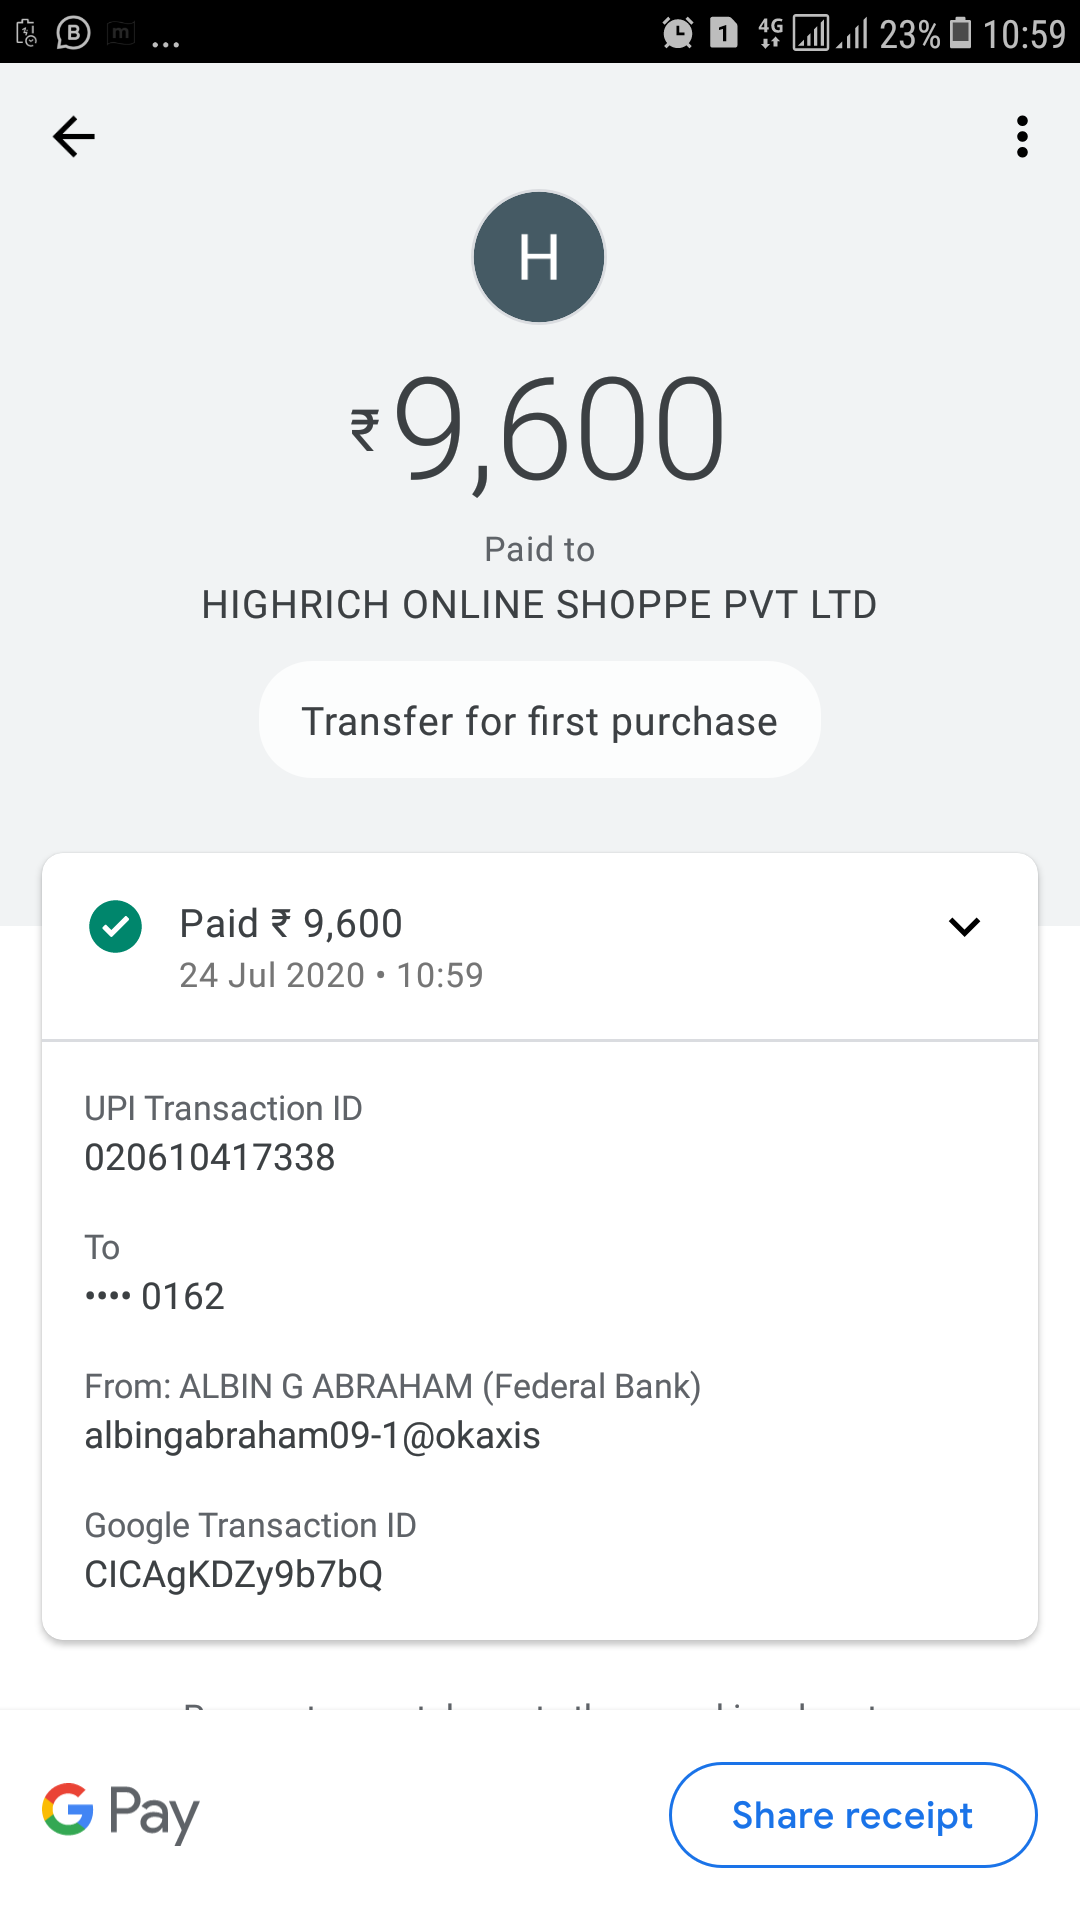 4G 23% 10:59
H
₹9,600
Paid to
HIGHRICH ONLINE SHOPPE PVT LTD
Transfer for first purchase
Paid ₹ 9,600
24 Jul 2020 • 10:59
UPI Transaction ID
020610417338
To
•••• 0162
From: ALBIN G ABRAHAM (Federal Bank)
albingabraham09-1@okaxis
Google Transaction ID
CICAgKDZy9b7bQ
G Pay
Share receipt